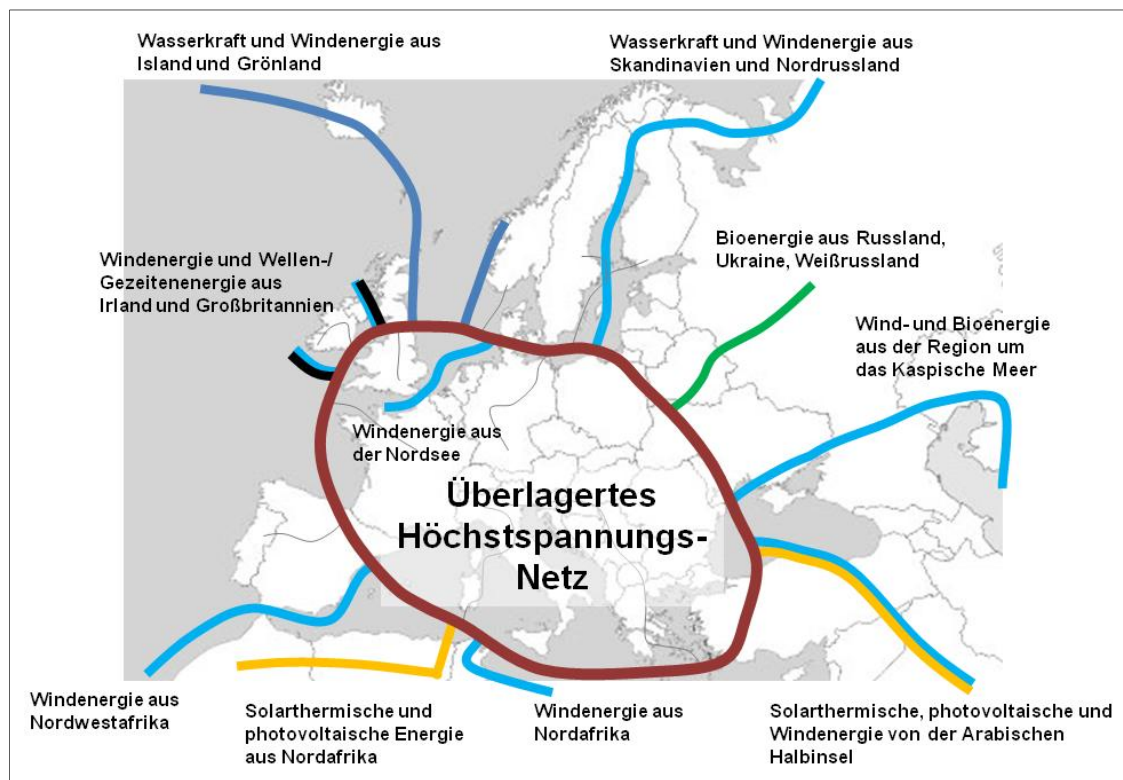 Wasserkraft und Windenergie aus
Island und Grönland
Wasserkraft und Windenergie aus
Skandinavien und Nordrussland
Windenergie und Wellen-/
Gezeitenenergie aus
Irland und Großbritannien
Bioenergie aus Russland,
Ukraine, Weißrussland
Wind- und Bioenergie
aus der Region um
das Kaspische Meer
Windenergie aus
der Nordsee
Überlagertes
Höchstspannungs-
Netz
Windenergie aus
Nordwestafrika
Solarthermische und
photovoltaische Energie
aus Nordafrika
Windenergie aus
Nordafrika
Solarthermische, photovoltaische und
Windenergie von der Arabischen
Halbinsel